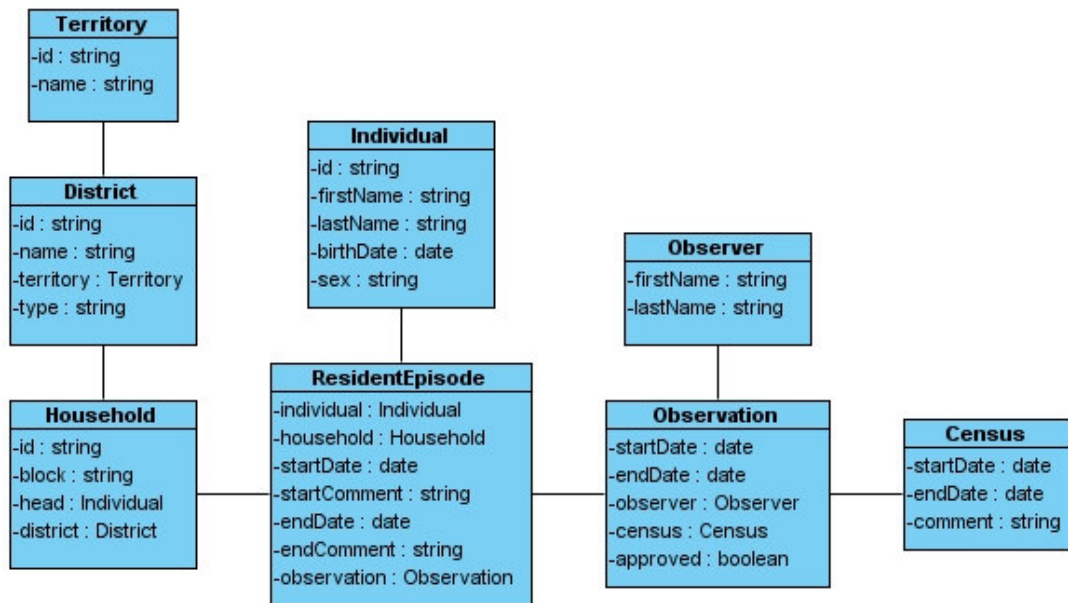 Territory
-id : string
-name : string
District
-id : string
-name : string
-territory : Territory
-type : string
Household
-id : string
-block : string
-head : Individual
-district : District
Individual
-id : string
-firstName : string
-lastName : string
-birthDate : date
-sex : string
ResidentEpisode
-individual : Individual
-household : Household
-startDate : date
-startComment : string
-endDate : date
-endComment : string
-observation : Observation
Observer
-firstName : string
-lastName : string
Observation
-startDate : date
-endDate : date
-observer : Observer
-census : Census
-approved : boolean
Census
-startDate : date
-endDate : date
-comment : string